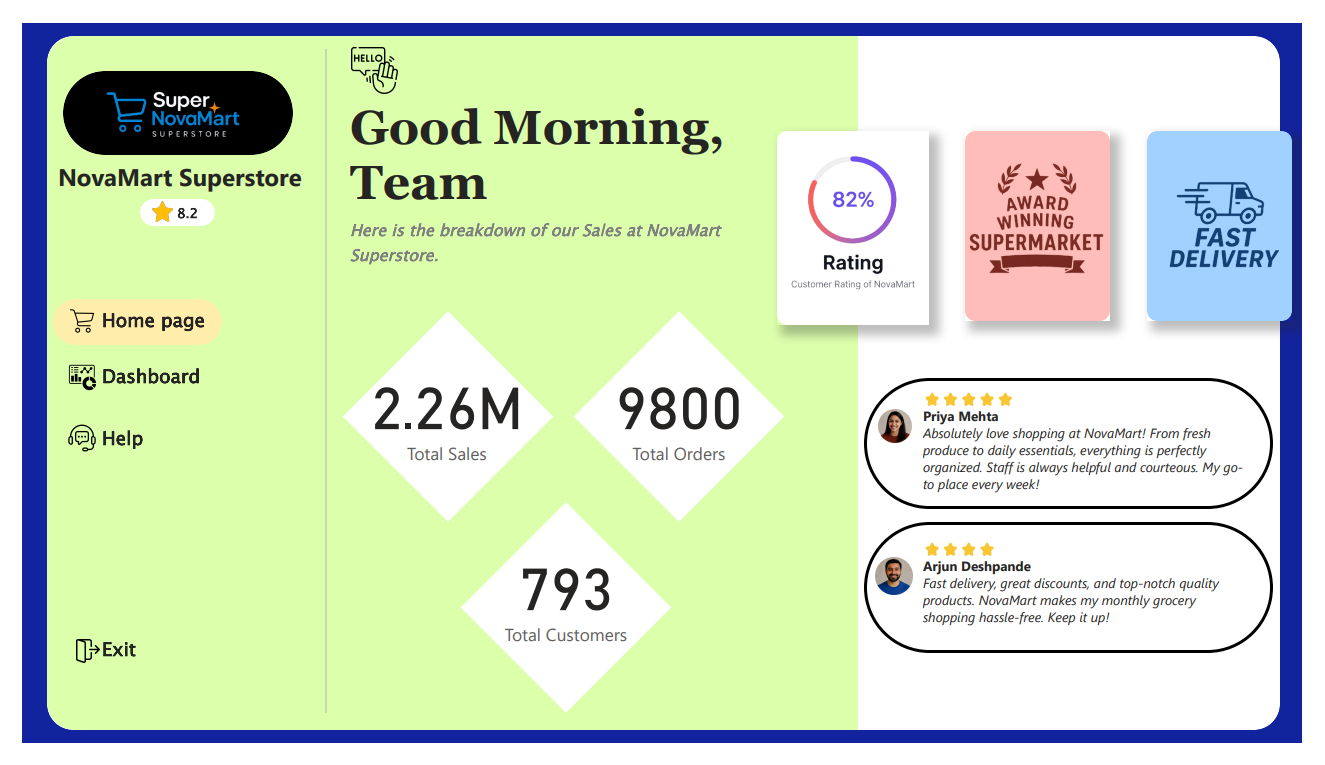 Super
NovaMart
SUPERSTORE
NovaMart Superstore
8.2
Home page
Dashboard
Help
Exit
HELLO
Good Morning,
Team
Here is the breakdown of our Sales at NovaMart
Superstore.
2.26M
Total Sales
9800
Total Orders
793
Total Customers
82%
Rating
Customer Rating of NovaMart
AWARD
WINNING
SUPERMARKET
FAST
DELIVERY
Priya Mehta
Absolutely love shopping at NovaMart! From fresh
produce to daily essentials, everything is perfectly
organized. Staff is always helpful and courteous. My go-
to place every week!
Arjun Deshpande
Fast delivery, great discounts, and top-notch quality
products. NovaMart makes my monthly grocery
shopping hassle-free. Keep it up!